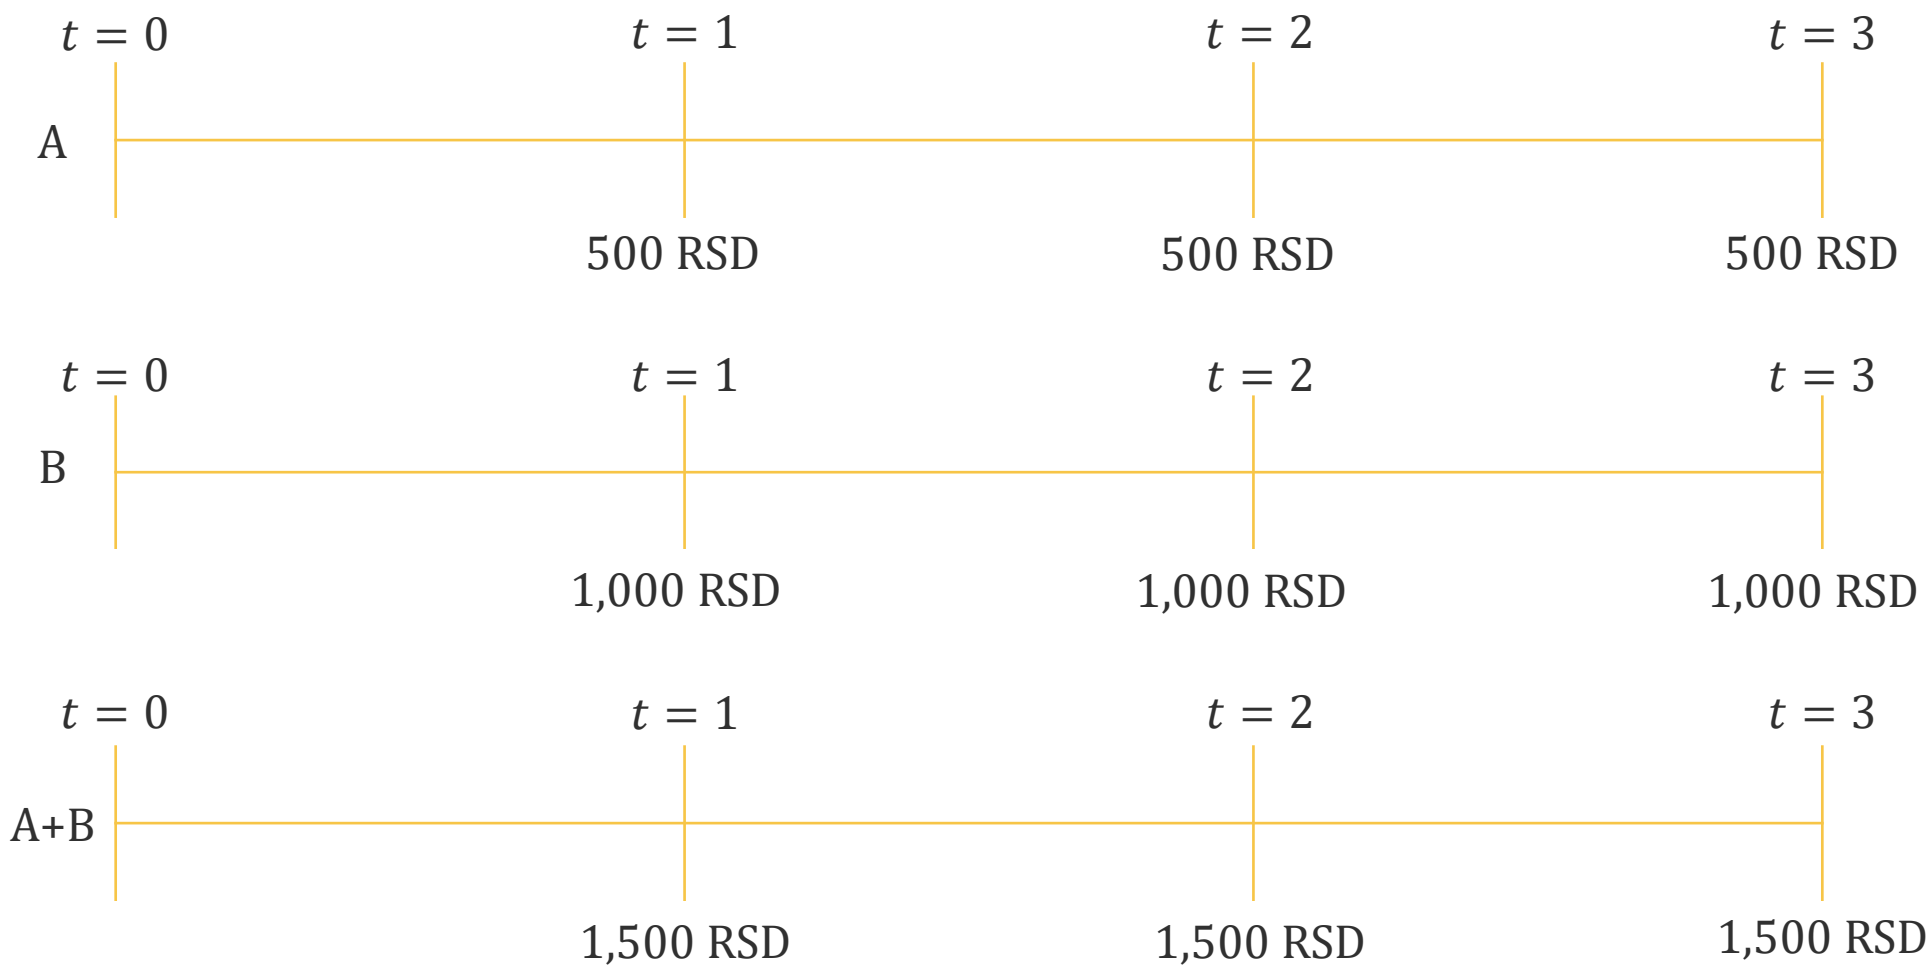 t = 0 t = 1 t = 2 t = 3
A
500 RSD 500 RSD 500 RSD
t = 0 t = 1 t = 2 t = 3
B
1,000 RSD 1,000 RSD 1,000 RSD
t = 0 t = 1 t = 2 t = 3
A+B
1,500 RSD 1,500 RSD 1,500 RSD